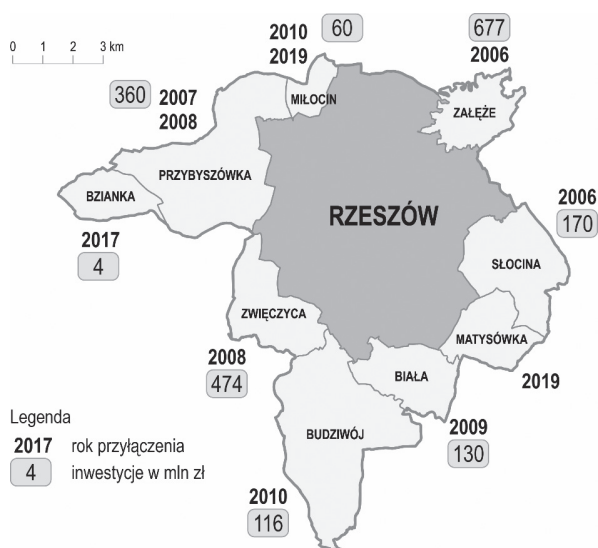 0 1 2 3 km
2010
2019
60
677
2006
360
2007
2008
MIŁOCIN
ZAŁĘŻE
PRZYBYSZÓWKA
BZIANKA
2017
4
RZESZÓW
2006
170
SŁOCINA
ZWIĘCZYCA
2008
474
MATYSÓWKA
2019
BIAŁA
2009
130
BUDZIWÓJ
2010
116
Legenda
2017 rok przyłączenia
4 inwestycje w mln zł